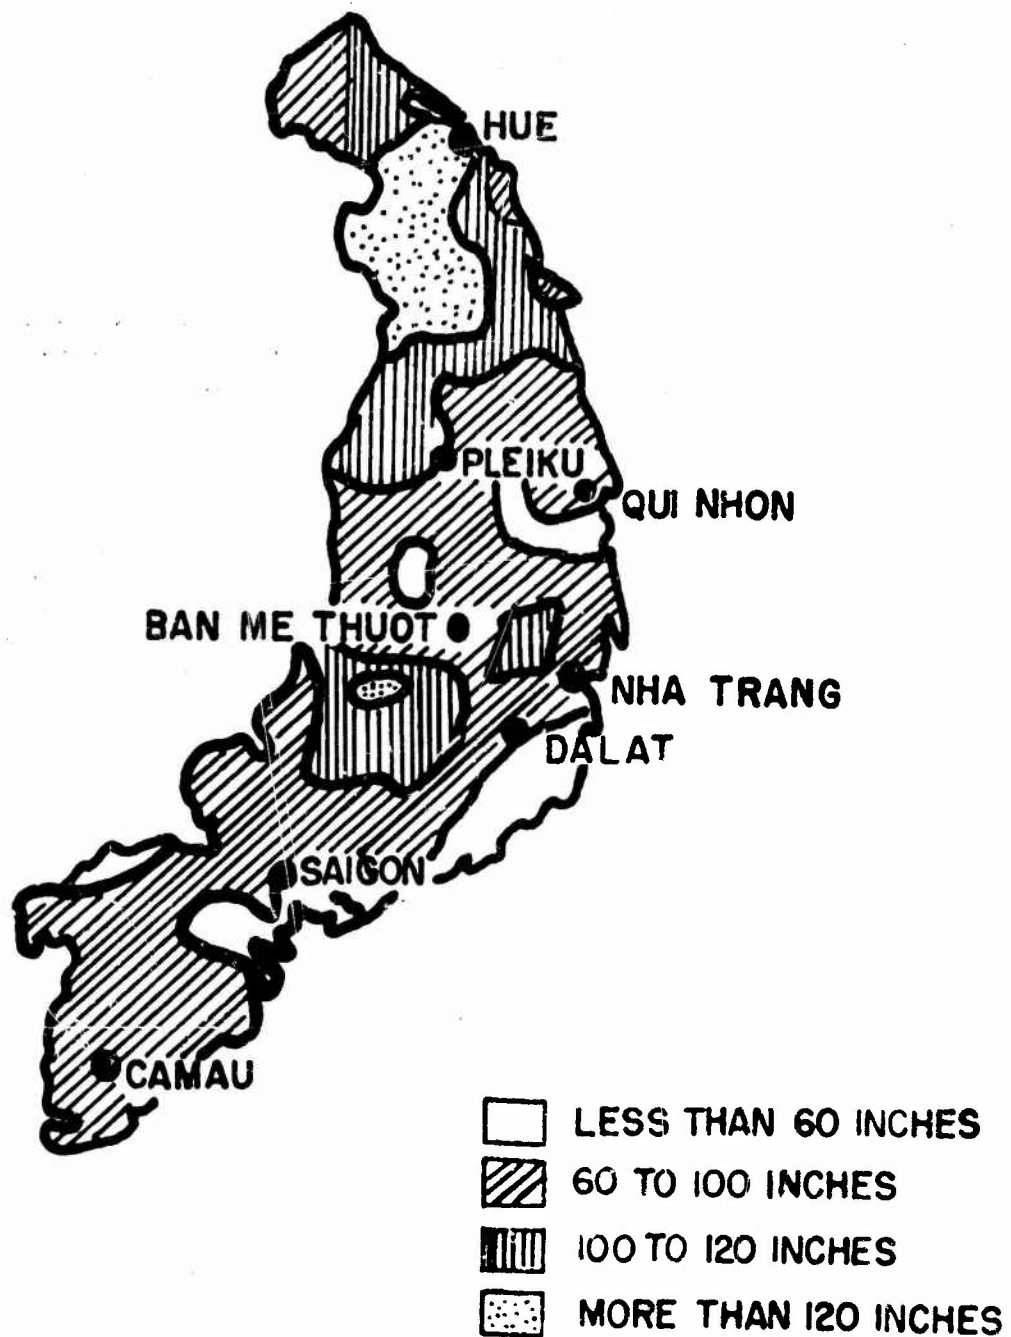 HUE
PLEIKU
QUI NHON
BAN ME THUOT
NHA TRANG
DALAT
SAIGON
CAMAU
LESS THAN 60 INCHES
60 TO 100 INCHES
100 TO 120 INCHES
MORE THAN 120 INCHES